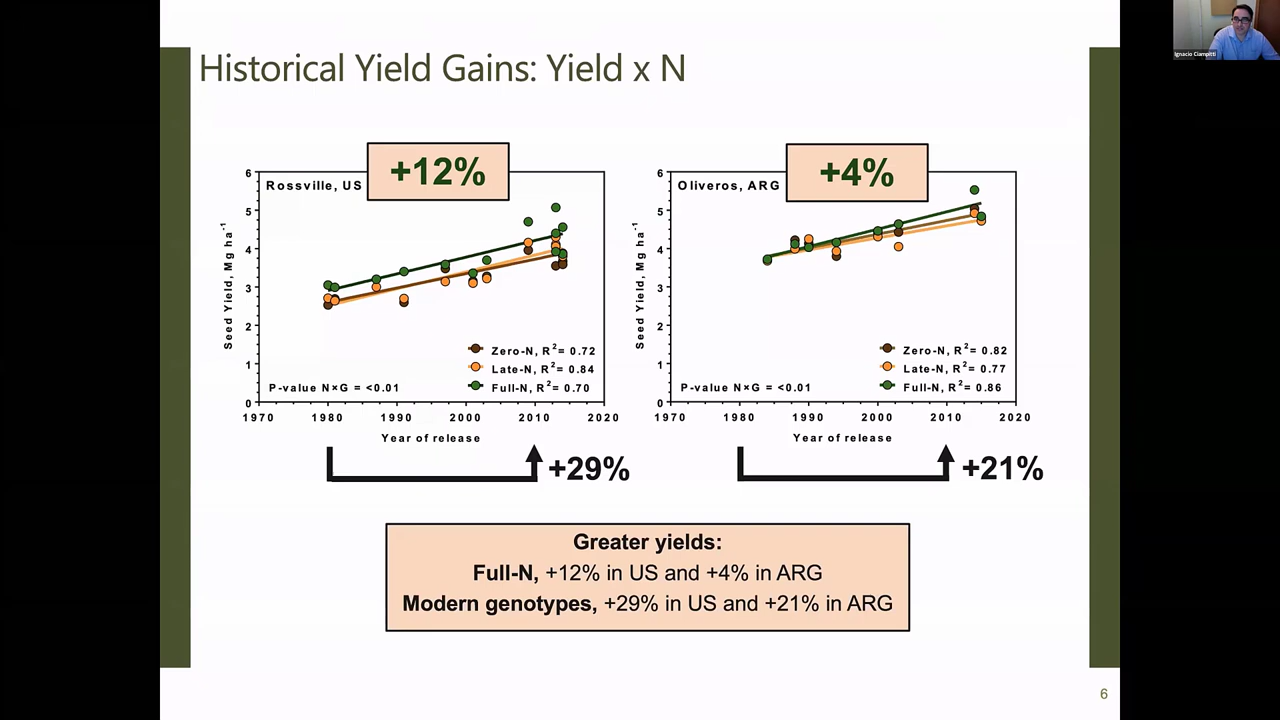 Historical Yield Gains: Yield x N
Ignacio Ciampitti
+12%
Rossville, US
Seed Yield, Mg ha⁻¹
6
5
4
3
2
1
0
Zero-N, R²= 0.72
Late-N, R²= 0.84
Full-N, R²= 0.70
P-value N×G = <0.01
1970 1980 1990 2000 2010 2020
Year of release
+29%
+4%
Oliveros, ARG
Seed Yield, Mg ha⁻¹
6
5
4
3
2
1
0
Zero-N, R²= 0.82
Late-N, R²= 0.77
Full-N, R²= 0.86
P-value N×G = <0.01
1970 1980 1990 2000 2010 2020
Year of release
+21%
Greater yields:
Full-N, +12% in US and +4% in ARG
Modern genotypes, +29% in US and +21% in ARG
6